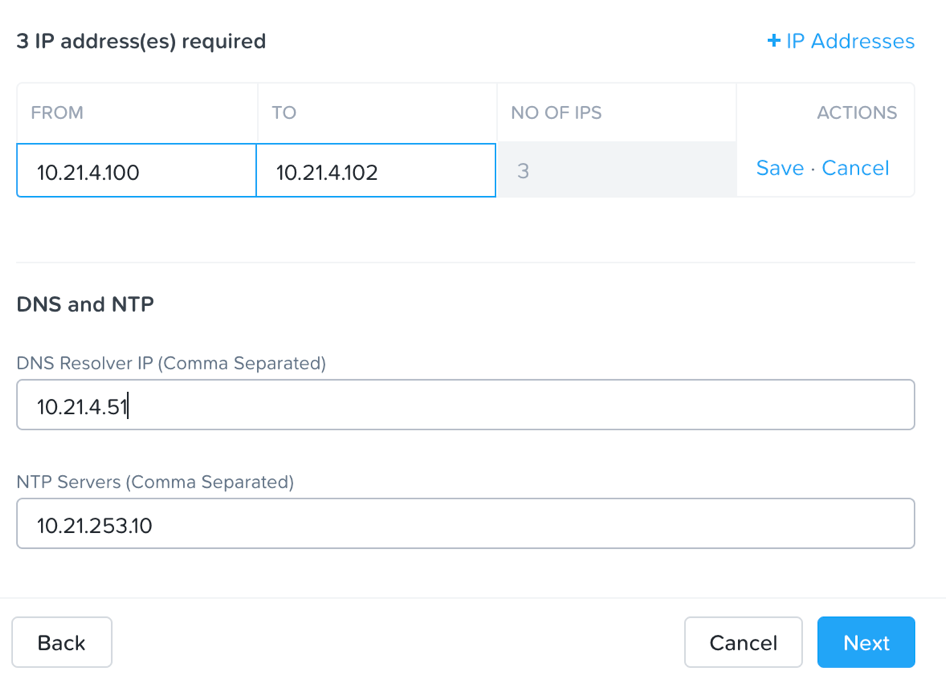 3 IP address(es) required
+ IP Addresses
FROM TO NO OF IPS ACTIONS
10.21.4.100 10.21.4.102 3 Save · Cancel
DNS and NTP
DNS Resolver IP (Comma Separated)
10.21.4.51
NTP Servers (Comma Separated)
10.21.253.10
Back Cancel Next